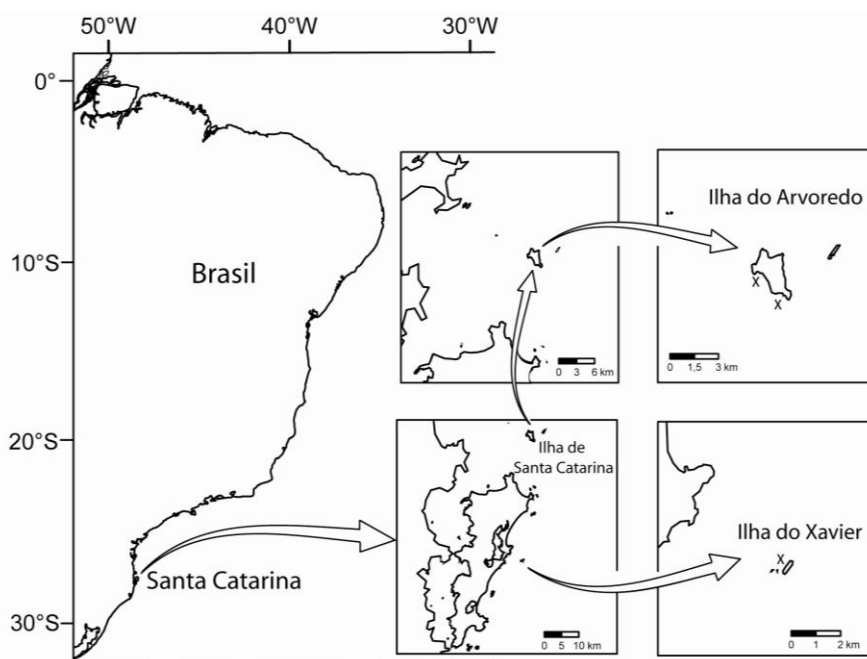 50°W 40°W 30°W
0°
10°S
20°S
30°S
Brasil
Santa Catarina
0 3 6 km
Ilha do Arvoredo
X
X
0 1,5 3 km
Ilha de
Santa Catarina
0 5 10 km
Ilha do Xavier
X
0 1 2 km